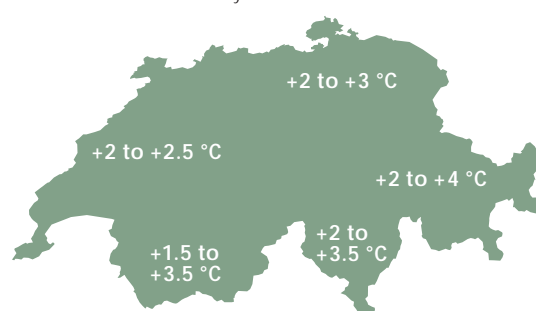 +2 to +3 °C
+2 to +2.5 °C
+2 to +4 °C
+2 to
+3.5 °C
+1.5 to
+3.5 °C